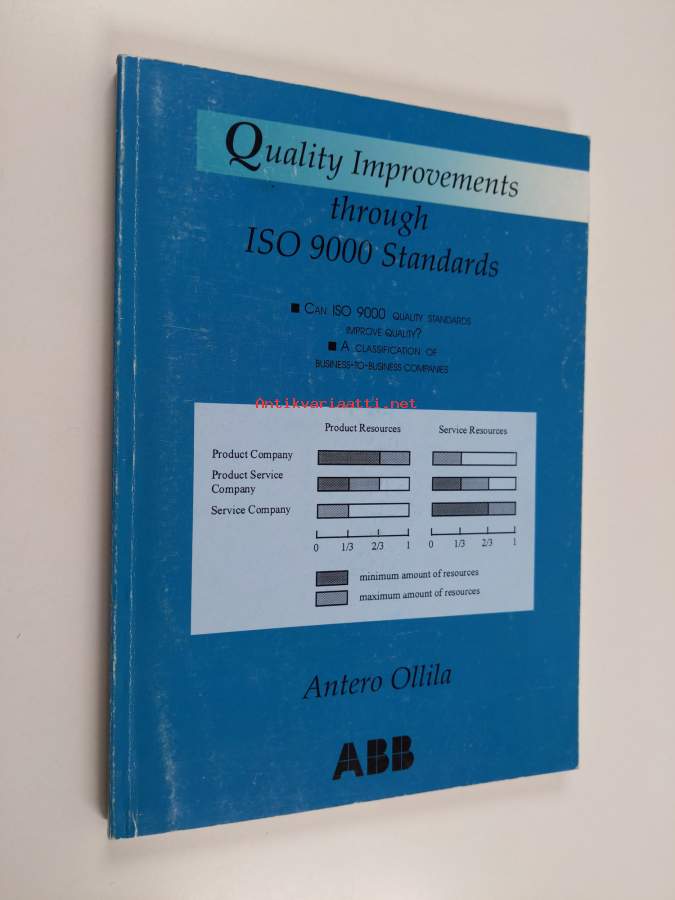 Quality Improvements
through
ISO 9000 Standards
■ CAN ISO 9000 QUALITY STANDARDS
IMPROVE QUALITY?
■ A CLASSIFICATION OF
BUSINESS-TO-BUSINESS COMPANIES
Antikvariaatti.net
Product Resources Service Resources
Product Company
Product Service
Company
Service Company
0 1/3 2/3 1 0 1/3 2/3 1
minimum amount of resources
maximum amount of resources
Antero Ollila
ABB